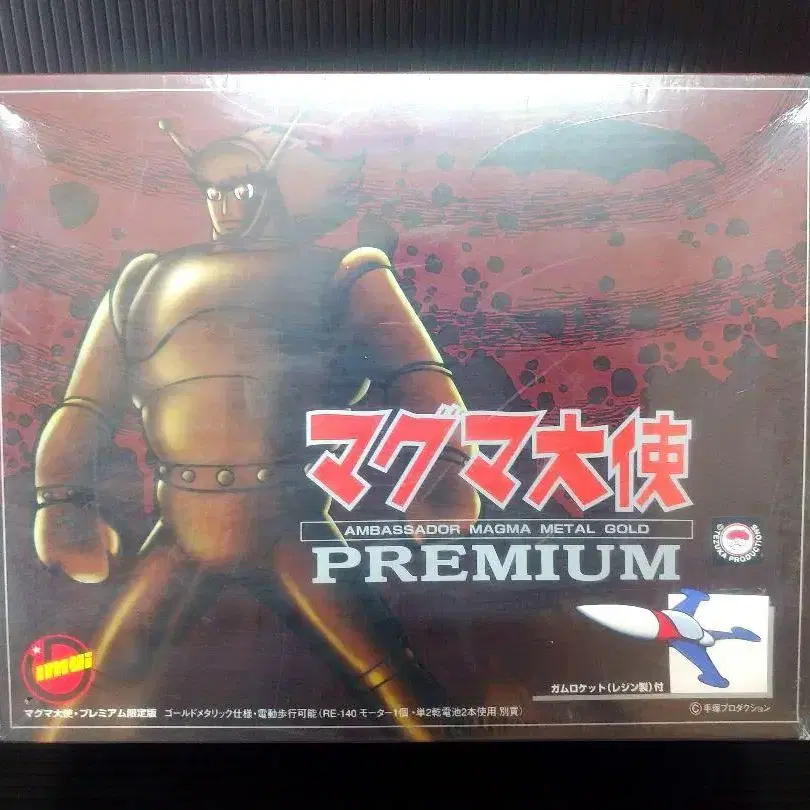 マグマ大使
AMBASSADOR MAGMA METAL GOLD
PREMIUM
©TEZUKA PRODUCTIONS
imai
ガムロケット(レジン製)付
マグマ大使・プレミアム限定版 ゴールドメタリック仕様・電動歩行可能(RE-140 モーター1個・単2乾電池2本使用 別買)
©手塚プロダクション